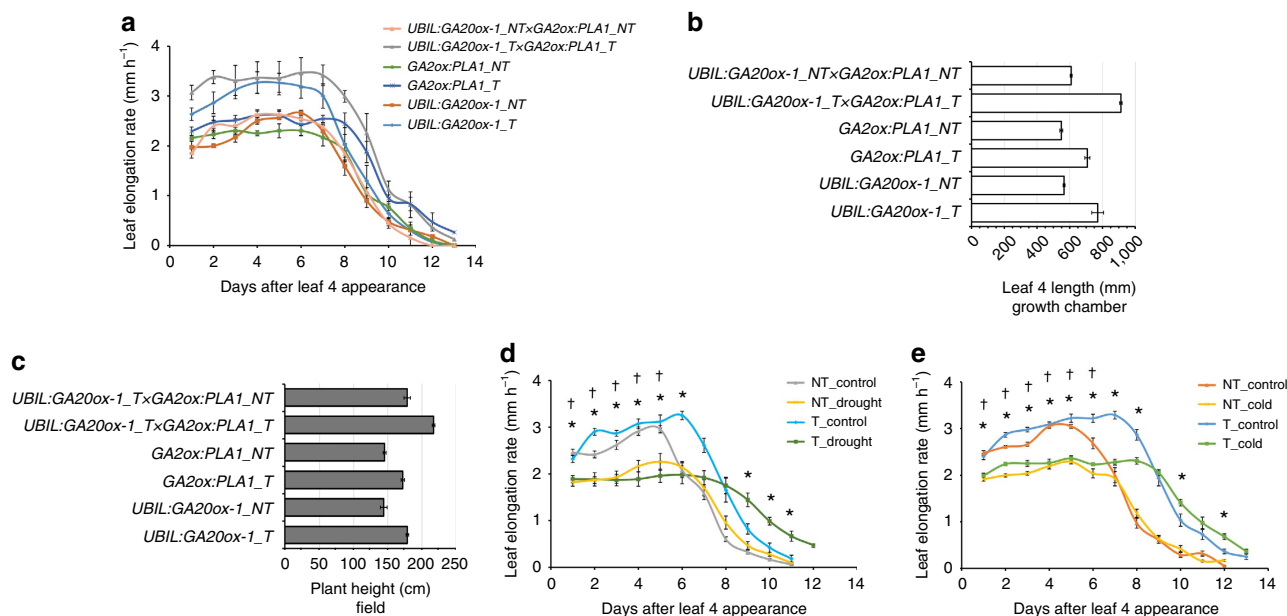 a
UBIL:GA20ox-1_NT×GA2ox:PLA1_NT
UBIL:GA20ox-1_T×GA2ox:PLA1_T
GA2ox:PLA1_NT
GA2ox:PLA1_T
UBIL:GA20ox-1_NT
UBIL:GA20ox-1_T
Leaf elongation rate (mm h⁻¹)
4
3
2
1
0
0 2 4 6 8 10 12 14
Days after leaf 4 appearance
b
UBIL:GA20ox-1_NT×GA2ox:PLA1_NT
UBIL:GA20ox-1_T×GA2ox:PLA1_T
GA2ox:PLA1_NT
GA2ox:PLA1_T
UBIL:GA20ox-1_NT
UBIL:GA20ox-1_T
0 200 400 600 800 1,000
Leaf 4 length (mm)
growth chamber
c
UBIL:GA20ox-1_T×GA2ox:PLA1_NT
UBIL:GA20ox-1_T×GA2ox:PLA1_T
GA2ox:PLA1_NT
GA2ox:PLA1_T
UBIL:GA20ox-1_NT
UBIL:GA20ox-1_T
0 50 100 150 200 250
Plant height (cm)
field
d
Leaf elongation rate (mm h⁻¹)
4
3
2
1
0
† † † † †
* * * * * * * * *
NT_control
NT_drought
T_control
T_drought
0 2 4 6 8 10 12
Days after leaf 4 appearance
e
Leaf elongation rate (mm h⁻¹)
4
3
2
1
0
† † † † † †
* * * * * * * * * *
NT_control
NT_cold
T_control
T_cold
0 2 4 6 8 10 12 14
Days after leaf 4 appearance